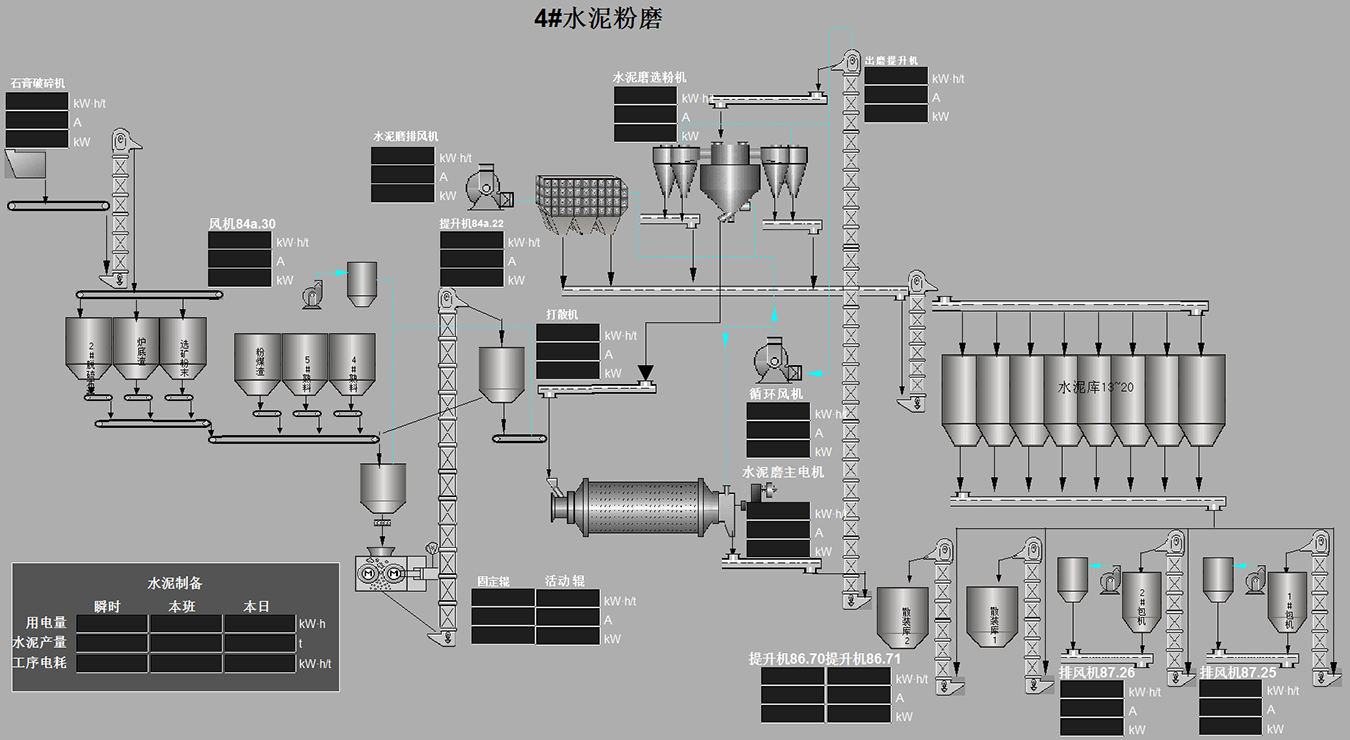 4#水泥粉磨
石膏破碎机
kW·h/t
A
kW
水泥磨排风机
kW·h/t
A
kW
水泥磨选粉机
kW·h/t
A
kW
出磨提升机
kW·h/t
A
kW
风机84a.30
kW·h/t
A
kW
提升机84a.22
kW·h/t
A
kW
打散机
kW·h/t
A
kW
循环风机
kW·h/t
A
kW
水泥磨主电机
kW·h/t
A
kW
炉底渣
选矿粉末
粉煤渣
5#熟料
4#熟料
水泥库13~20
M
M
固定辊 活动辊
kW·h/t
A
kW
水泥制备
瞬时 本班 本日
用电量 kW·h
水泥产量 t
工序电耗 kW·h/t
散装库2
散装库1
2#包机
1#包机
提升机86.70提升机86.71
kW·h/t
A
kW
排风机87.26
kW·h/t
A
kW
排风机87.25
kW·h/t
A
kW